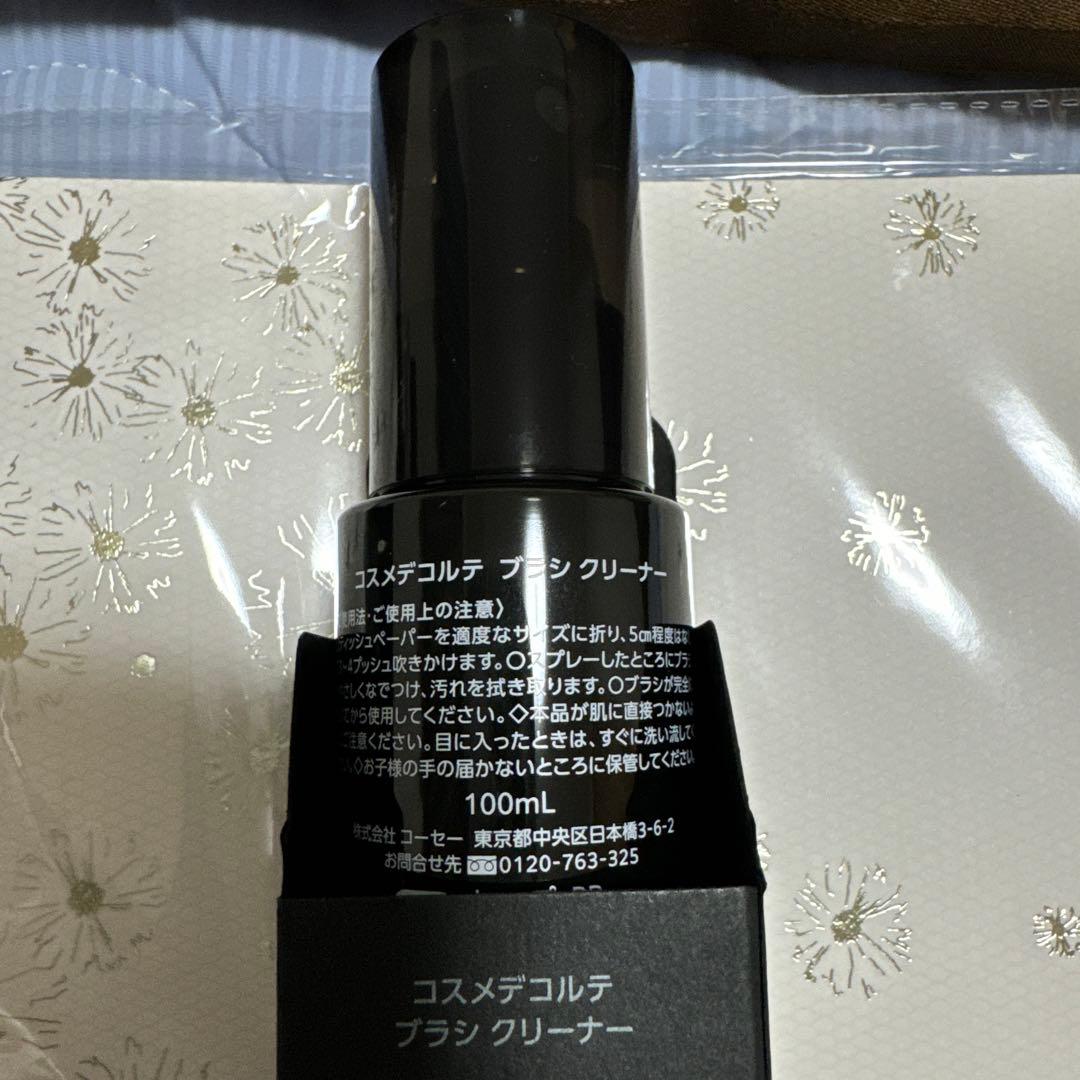 コスメデコルテ ブラシ クリーナー
使用法・ご使用上の注意〉
ティッシュペーパーを適度なサイズに折り、5cm程度はな
3~4プッシュ吹きかけます。〇スプレーしたところにブラシ
やさしくなでつけ、汚れを拭き取ります。〇ブラシが完全に
てから使用してください。◇本品が肌に直接つかない
ご注意ください。目に入ったときは、すぐに洗い流して
い。◇お子様の手の届かないところに保管してください。
100mL
株式会社 コーセー 東京都中央区日本橋3-6-2
お問合せ先 0120-763-325
コスメデコルテ
ブラシ クリーナー